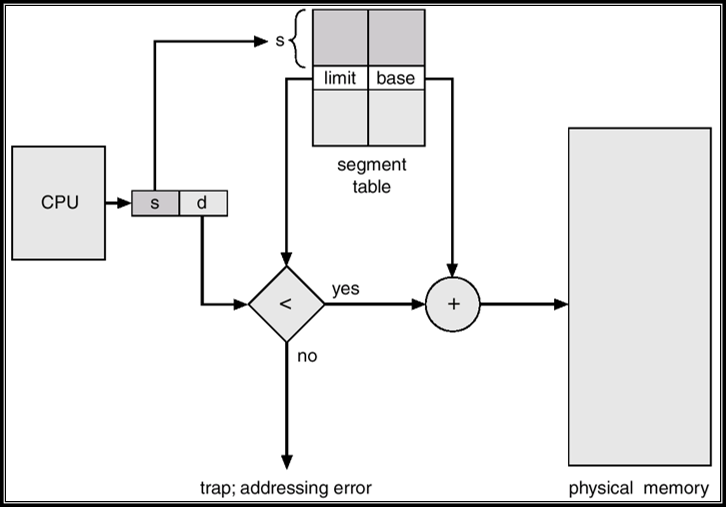 s
limit base
segment
table
CPU
s d
<
yes
+
no
trap; addressing error
physical memory